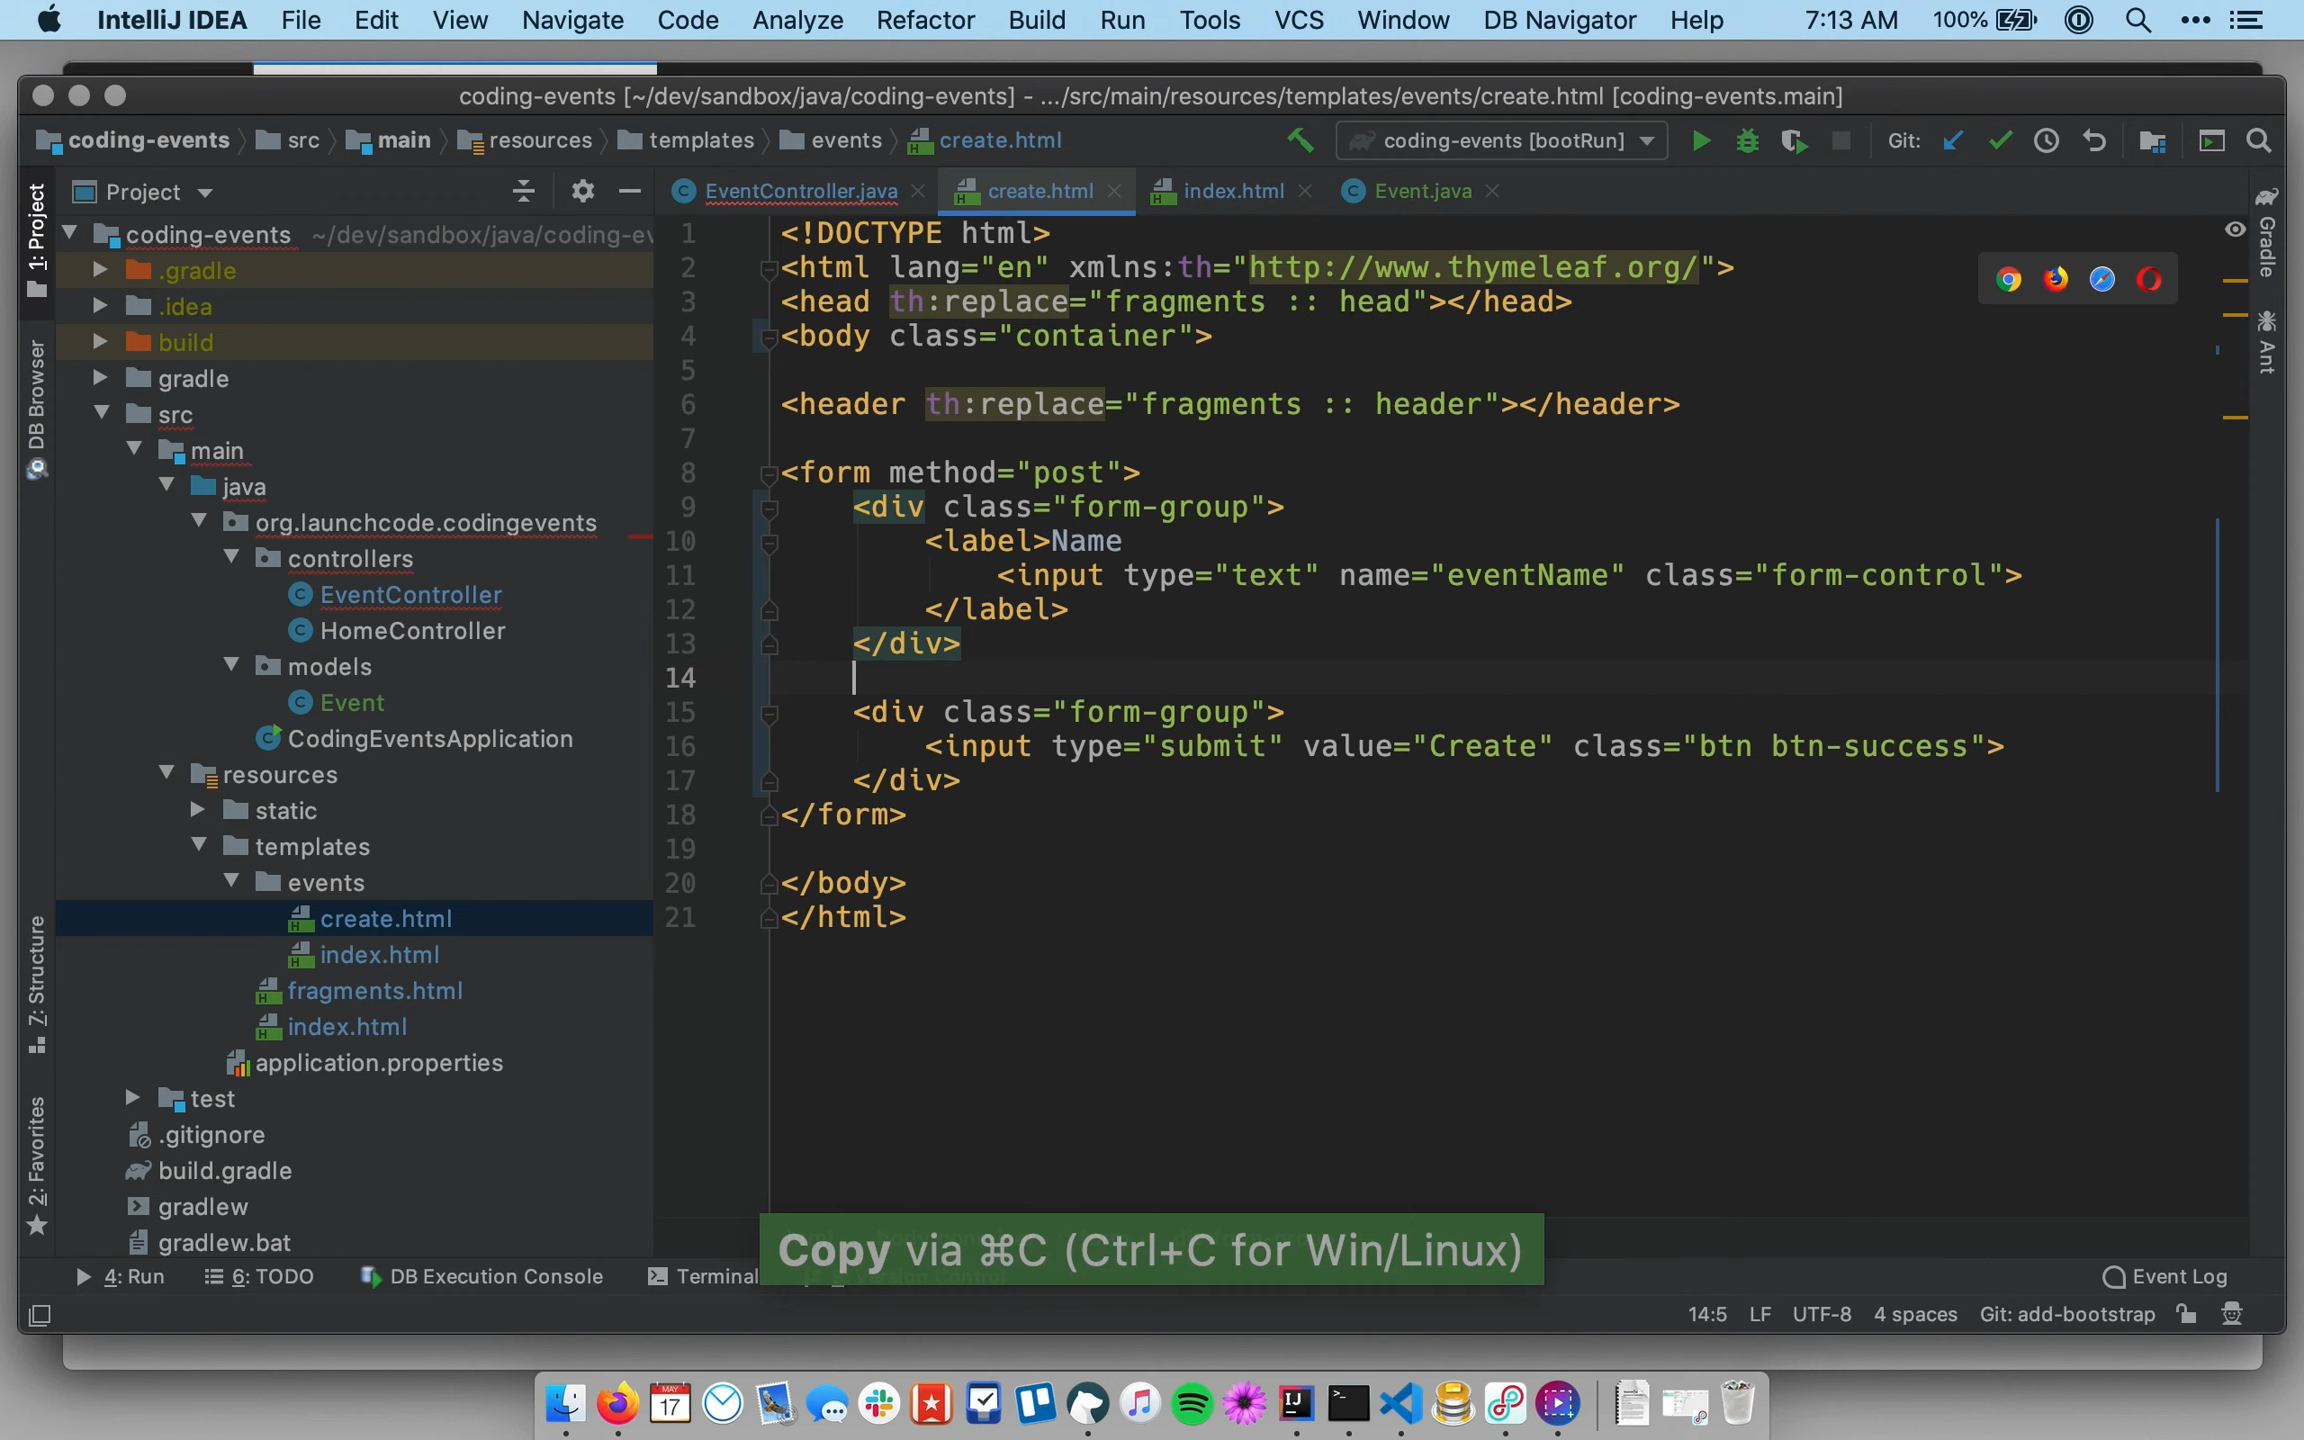 IntelliJ IDEA File Edit View Navigate Code Analyze Refactor Build Run Tools VCS Window DB Navigator Help 7:13 AM 100%
coding-events [~/dev/sandbox/java/coding-events] - .../src/main/resources/templates/events/create.html [coding-events.main]
coding-events src main resources templates events create.html coding-events [bootRun] Git:
1: Project
DB Browser
7: Structure
2: Favorites
Project
coding-events ~/dev/sandbox/java/coding-ev
.gradle
.idea
build
gradle
src
main
java
org.launchcode.codingevents
controllers
EventController
HomeController
models
Event
CodingEventsApplication
resources
static
templates
events
create.html
index.html
fragments.html
index.html
application.properties
test
.gitignore
build.gradle
gradlew
gradlew.bat
EventController.java create.html index.html Event.java
1 <!DOCTYPE html>
2 <html lang="en" xmlns:th="http://www.thymeleaf.org/">
3 <head th:replace="fragments :: head"></head>
4 <body class="container">
5
6 <header th:replace="fragments :: header"></header>
7
8 <form method="post">
9 <div class="form-group">
10 <label>Name
11 <input type="text" name="eventName" class="form-control">
12 </label>
13 </div>
14
15 <div class="form-group">
16 <input type="submit" value="Create" class="btn btn-success">
17 </div>
18 </form>
19
20 </body>
21 </html>
Gradle
Ant
Copy via ⌘C (Ctrl+C for Win/Linux)
4: Run 6: TODO DB Execution Console Terminal Event Log
14:5 LF UTF-8 4 spaces Git: add-bootstrap
MAY
17
IJ